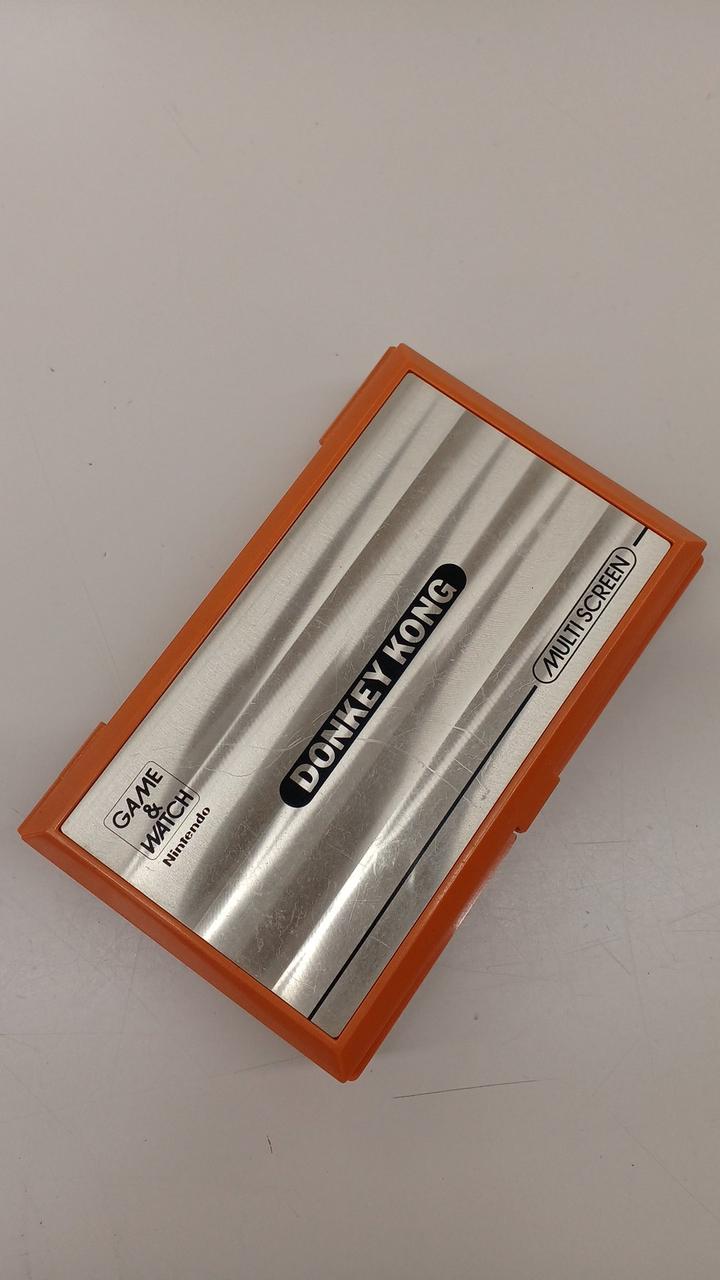 GAME
&
WATCH
Nintendo
DONKEY KONG
MULTI SCREEN